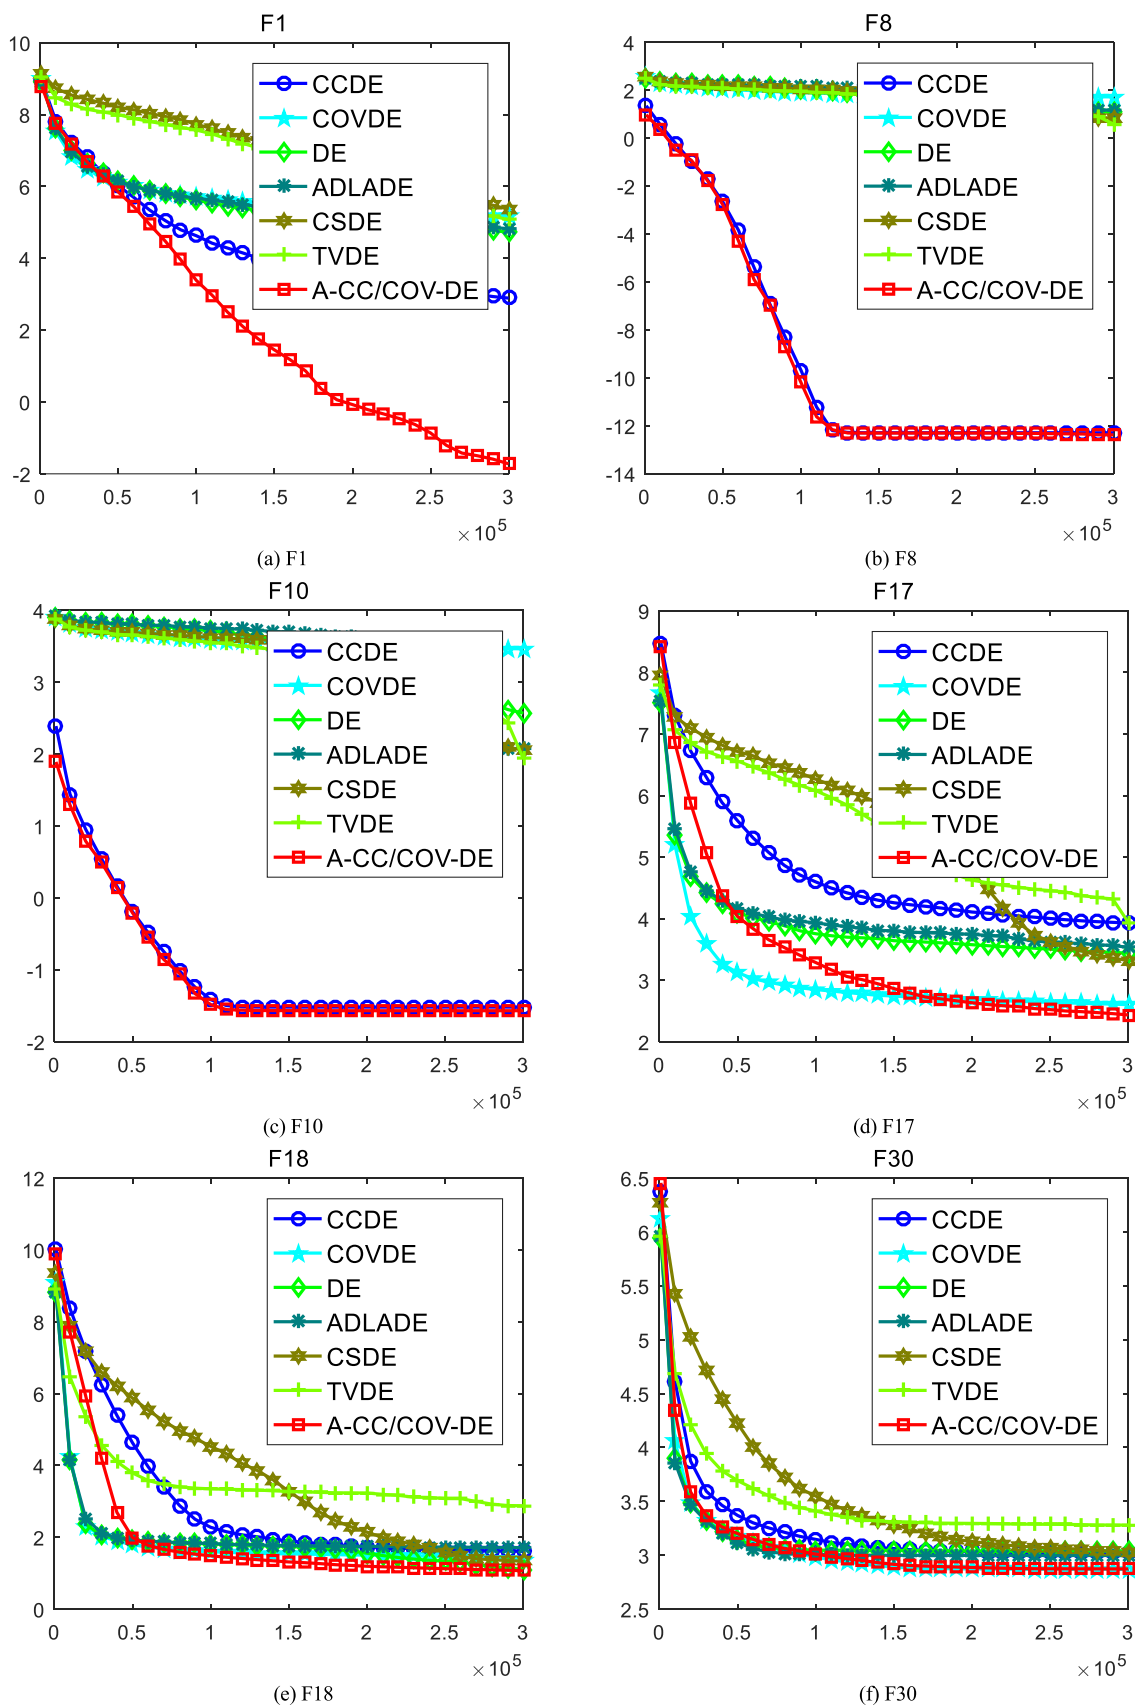 F1
10
8
6
4
2
0
-2
0 0.5 1 1.5 2 2.5 3
×10^5
CCDE
COVDE
DE
ADLADE
CSDE
TVDE
A-CC/COV-DE
(a) F1
F8
4
2
0
-2
-4
-6
-8
-10
-12
-14
0 0.5 1 1.5 2 2.5 3
×10^5
CCDE
COVDE
DE
ADLADE
CSDE
TVDE
A-CC/COV-DE
(b) F8
F10
4
3
2
1
0
-1
-2
0 0.5 1 1.5 2 2.5 3
×10^5
CCDE
COVDE
DE
ADLADE
CSDE
TVDE
A-CC/COV-DE
(c) F10
F17
9
8
7
6
5
4
3
2
0 0.5 1 1.5 2 2.5 3
×10^5
CCDE
COVDE
DE
ADLADE
CSDE
TVDE
A-CC/COV-DE
(d) F17
F18
12
10
8
6
4
2
0
0 0.5 1 1.5 2 2.5 3
×10^5
CCDE
COVDE
DE
ADLADE
CSDE
TVDE
A-CC/COV-DE
(e) F18
F30
6.5
6
5.5
5
4.5
4
3.5
3
2.5
0 0.5 1 1.5 2 2.5 3
×10^5
CCDE
COVDE
DE
ADLADE
CSDE
TVDE
A-CC/COV-DE
(f) F30